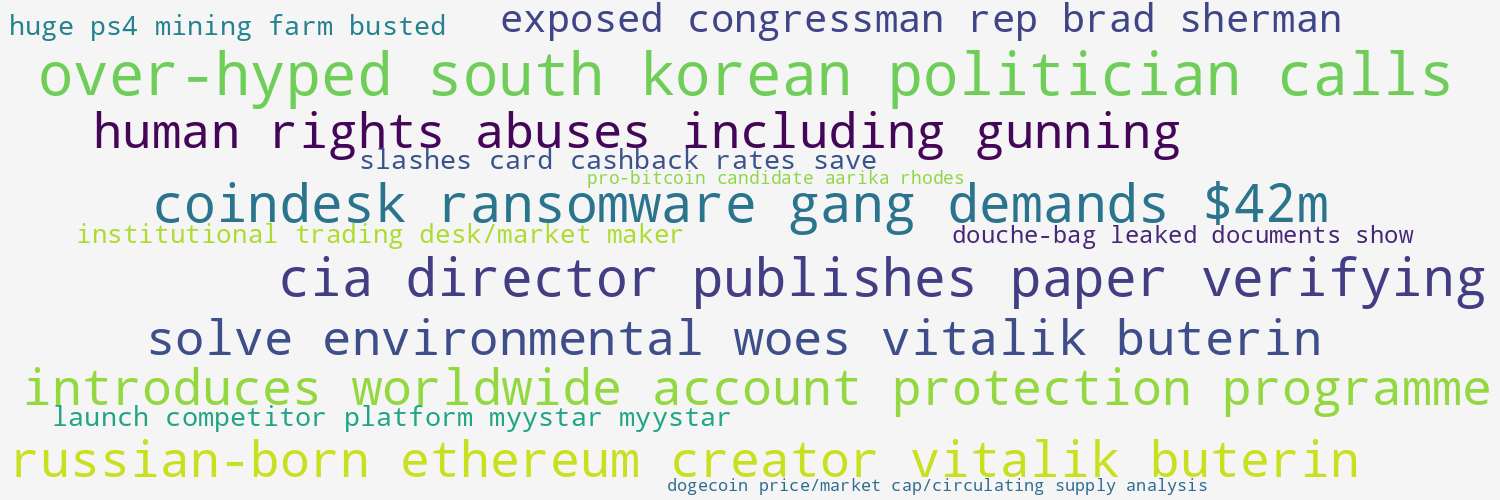 huge ps4 mining farm busted
exposed congressman rep brad sherman
over-hyped south korean politician calls
human rights abuses including gunning
slashes card cashback rates save
pro-bitcoin candidate aarika rhodes
coindesk ransomware gang demands $42m
institutional trading desk/market maker
douche-bag leaked documents show
cia director publishes paper verifying
solve environmental woes vitalik buterin
introduces worldwide account protection programme
launch competitor platform myystar myystar
russian-born ethereum creator vitalik buterin
dogecoin price/market cap/circulating supply analysis